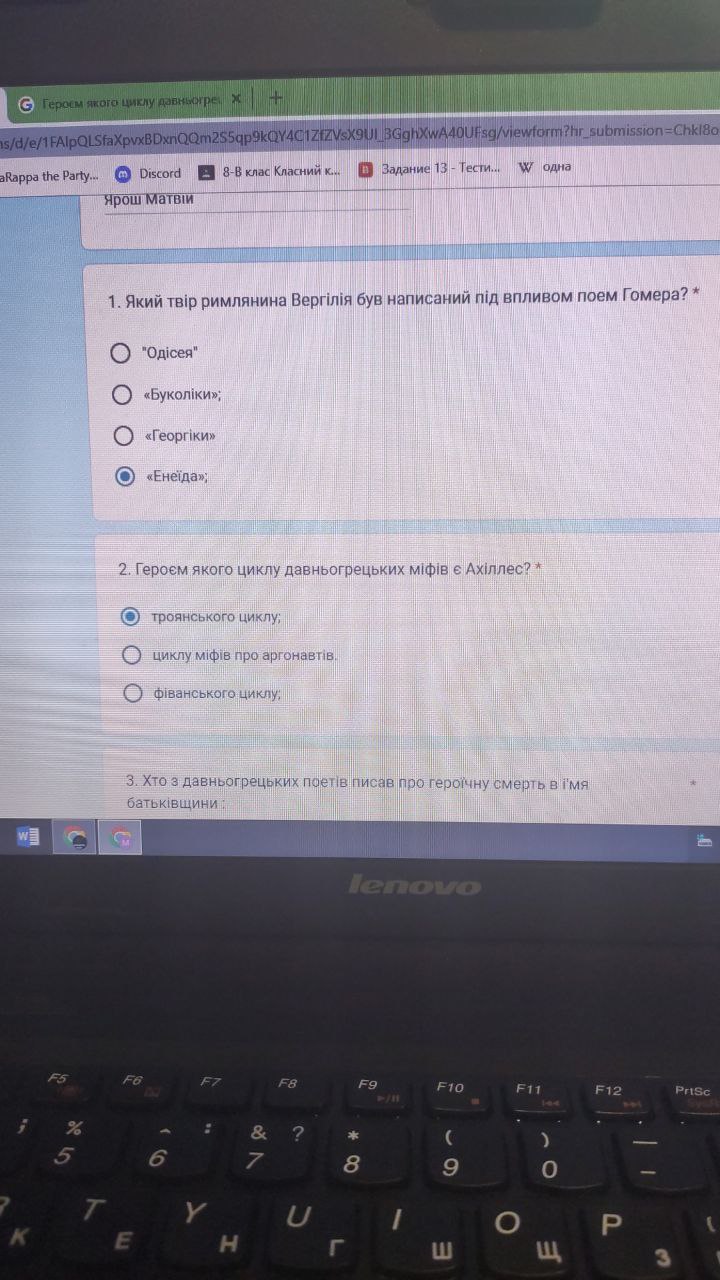 Героєм якого циклу давньогре
ns/d/e/1FAIpQLSfaXpvxBDxnQQm2S5qp9kQY4C1ZfZVsX9UI_3GghXwA40UFsg/viewform?hr_submission=ChkI8o
aRappa the Party...
Discord
8-В клас Класний к...
Задание 13 - Тести...
W одна
Ярош Матвій
1. Який твір римлянина Вергілія був написаний під впливом поем Гомера? *
"Одісея"
«Буколіки»;
«Георгіки»
«Енеїда»;
2. Героєм якого циклу давньогрецьких міфів є Ахіллес? *
троянського циклу;
циклу міфів про аргонавтів.
фіванського циклу;
3. Хто з давньогрецьких поетів писав про героїчну смерть в і'мя *
батьківщини :
lenovo
F5 F6 F7 F8 F9 F10 F11 F12 PrtSc
; % ^ : & ? * ( ) —
5 6 7 8 9 0 –
T Y U I O P
К Е Н Г Ш Щ З